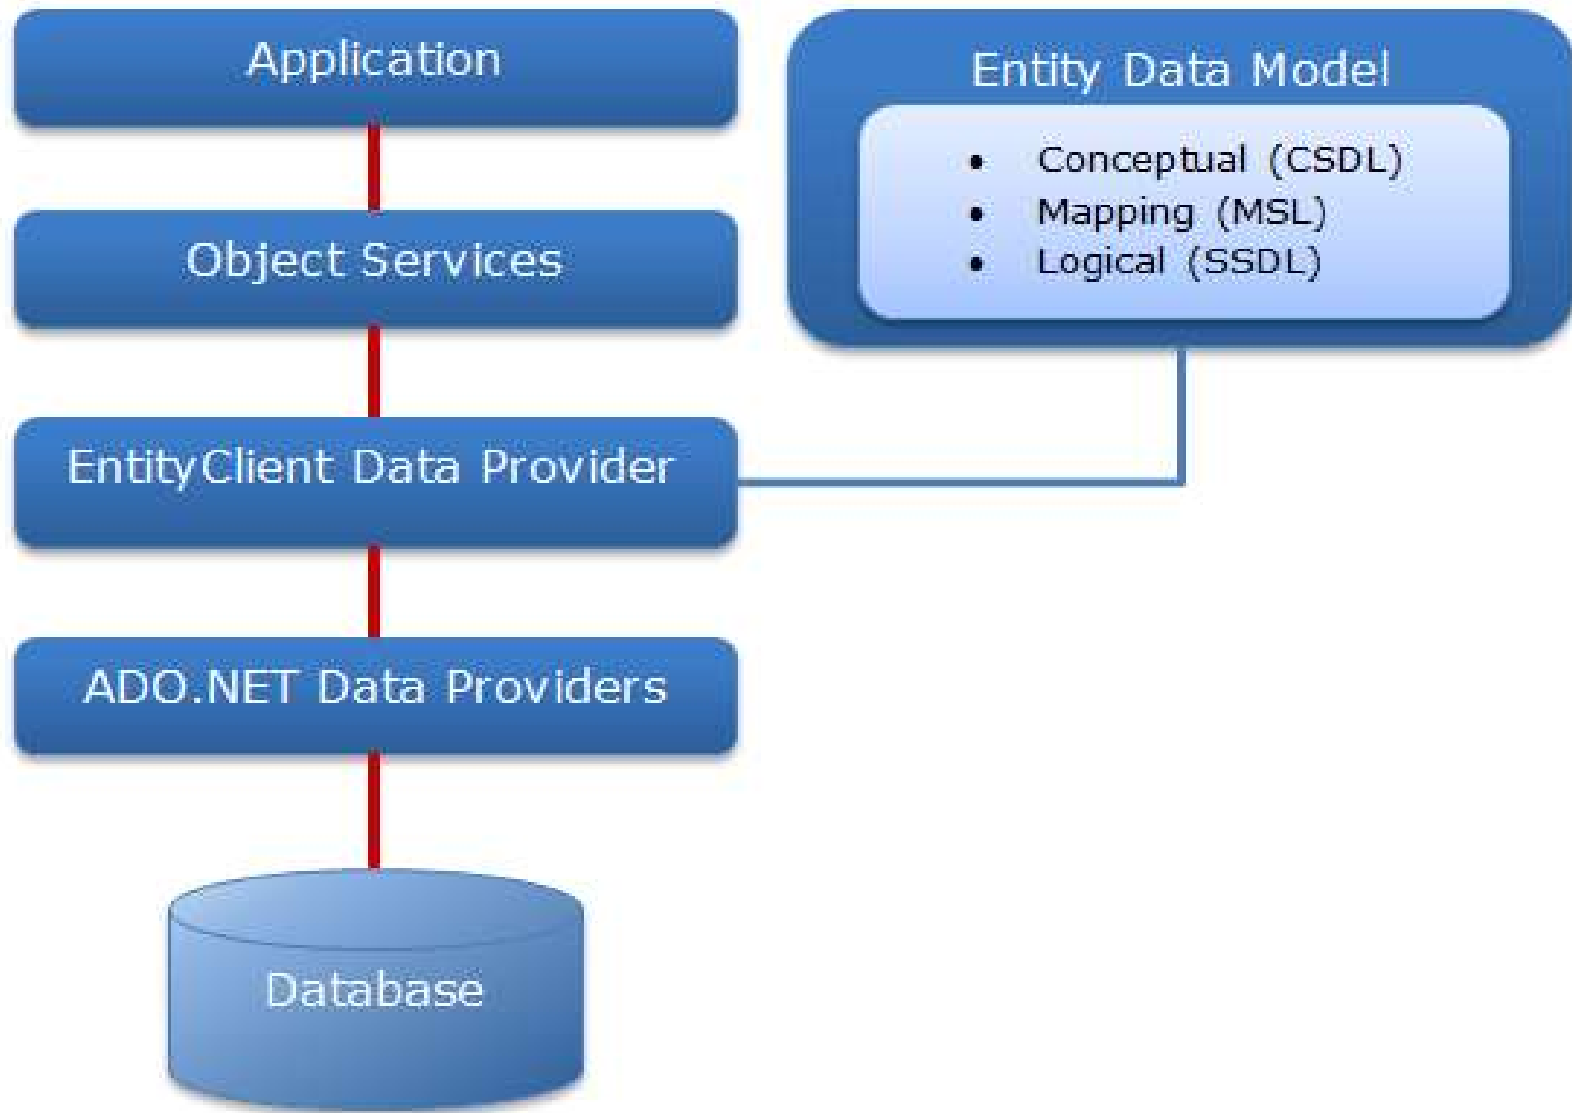 Application
Object Services
EntityClient Data Provider
ADO.NET Data Providers
Database
Entity Data Model
• Conceptual (CSDL)
• Mapping (MSL)
• Logical (SSDL)